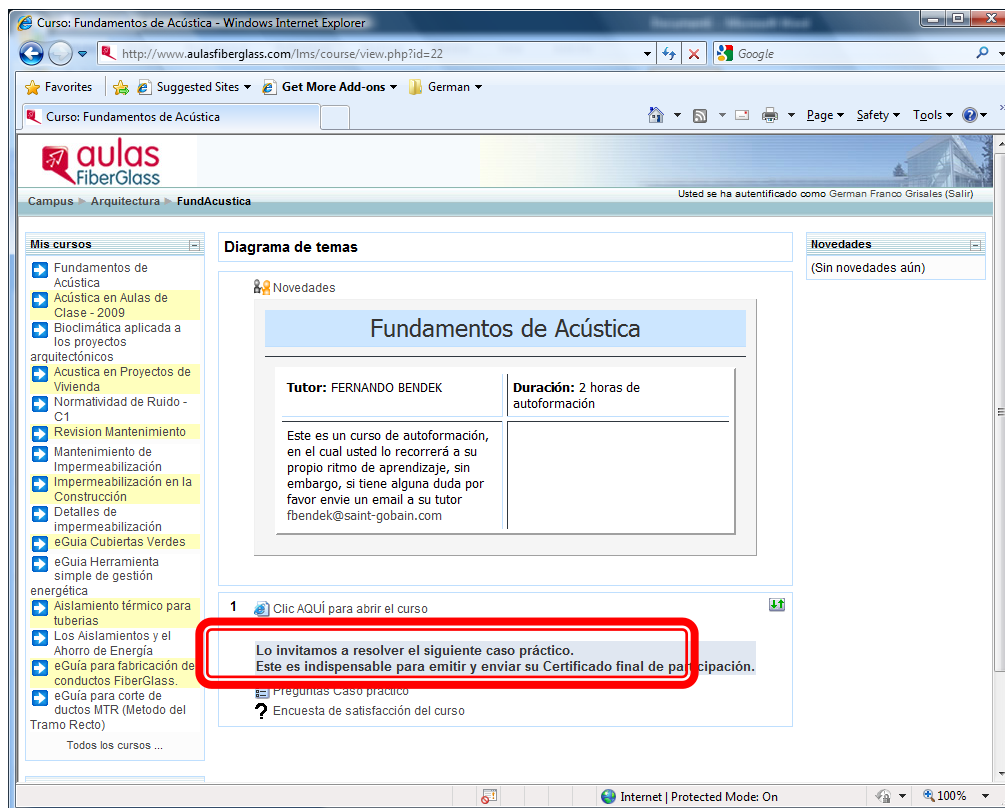 Curso: Fundamentos de Acústica - Windows Internet Explorer
http://www.aulasfiberglass.com/lms/course/view.php?id=22
Google
Favorites
Suggested Sites
Get More Add-ons
German
Curso: Fundamentos de Acústica
Page
Safety
Tools
aulas
FiberGlass
Usted se ha autentificado como German Franco Grisales (Salir)
Campus
Arquitectura
FundAcustica
Mis cursos
Fundamentos de
Acústica
Acústica en Aulas de
Clase - 2009
Bioclimática aplicada a
los proyectos
arquitectónicos
Acustica en Proyectos de
Vivienda
Normatividad de Ruido -
C1
Revision Mantenimiento
Mantenimiento de
Impermeabilización
Impermeabilización en la
Construcción
Detalles de
impermeabilización
eGuia Cubiertas Verdes
eGuia Herramienta
simple de gestión
energética
Aislamiento térmico para
tuberias
Los Aislamientos y el
Ahorro de Energía
eGuía para fabricación de
conductos FiberGlass.
eGuía para corte de
ductos MTR (Metodo del
Tramo Recto)
Todos los cursos ...
Diagrama de temas
Novedades
Fundamentos de Acústica
Tutor: FERNANDO BENDEK
Duración: 2 horas de
autoformación
Este es un curso de autoformación,
en el cual usted lo recorrerá a su
propio ritmo de aprendizaje, sin
embargo, si tiene alguna duda por
favor envie un email a su tutor
fbendek@saint-gobain.com
1
Clic AQUÍ para abrir el curso
Lo invitamos a resolver el siguiente caso práctico.
Este es indispensable para emitir y enviar su Certificado final de participación.
Preguntas Caso práctico
Encuesta de satisfacción del curso
Novedades
(Sin novedades aún)
Internet | Protected Mode: On
100%